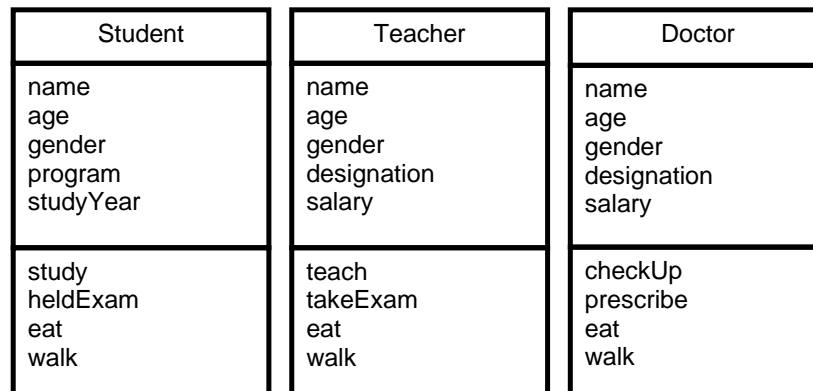 Student
name
age
gender
program
studyYear
study
heldExam
eat
walk
Teacher
name
age
gender
designation
salary
teach
takeExam
eat
walk
Doctor
name
age
gender
designation
salary
checkUp
prescribe
eat
walk